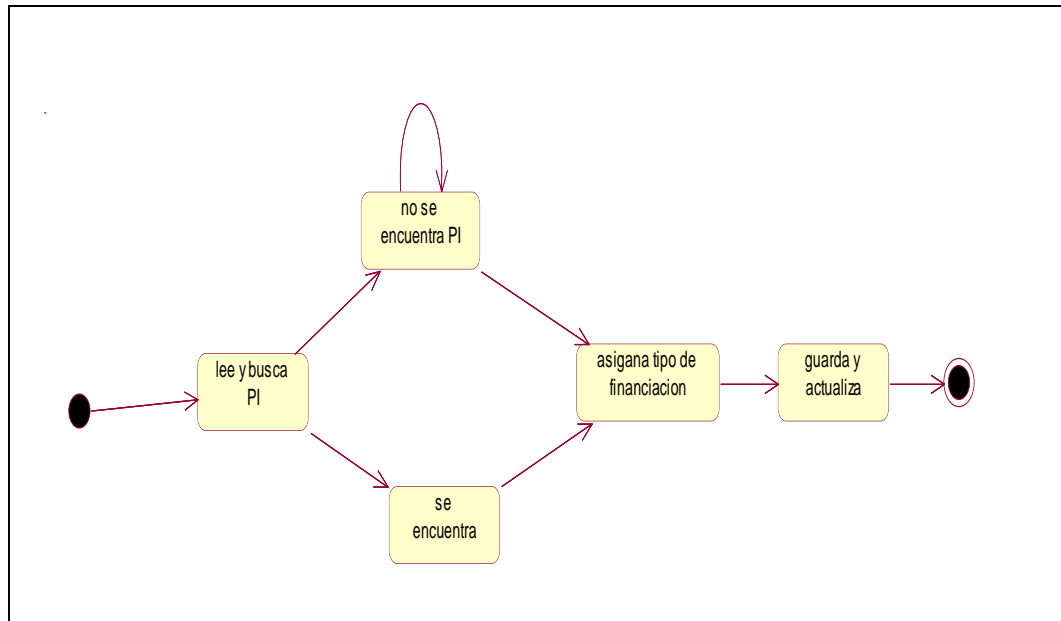 no se
encuentra PI
lee y busca
PI
asigana tipo de
financiacion
guarda y
actualiza
se
encuentra